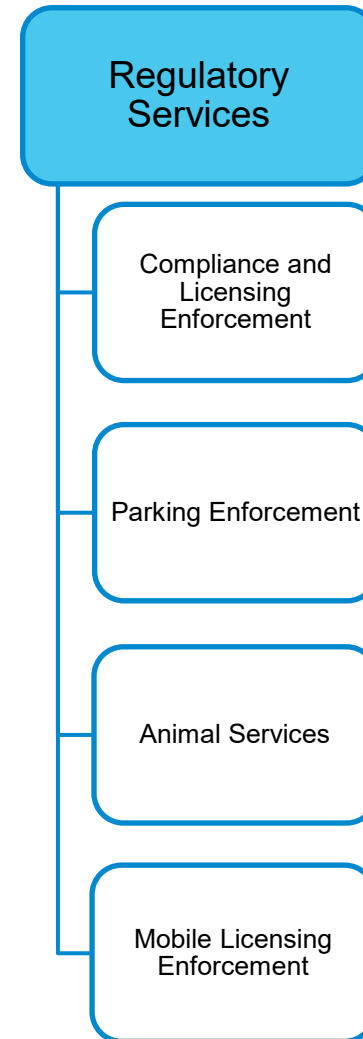 Regulatory
Services
Compliance and
Licensing
Enforcement
Parking Enforcement
Animal Services
Mobile Licensing
Enforcement